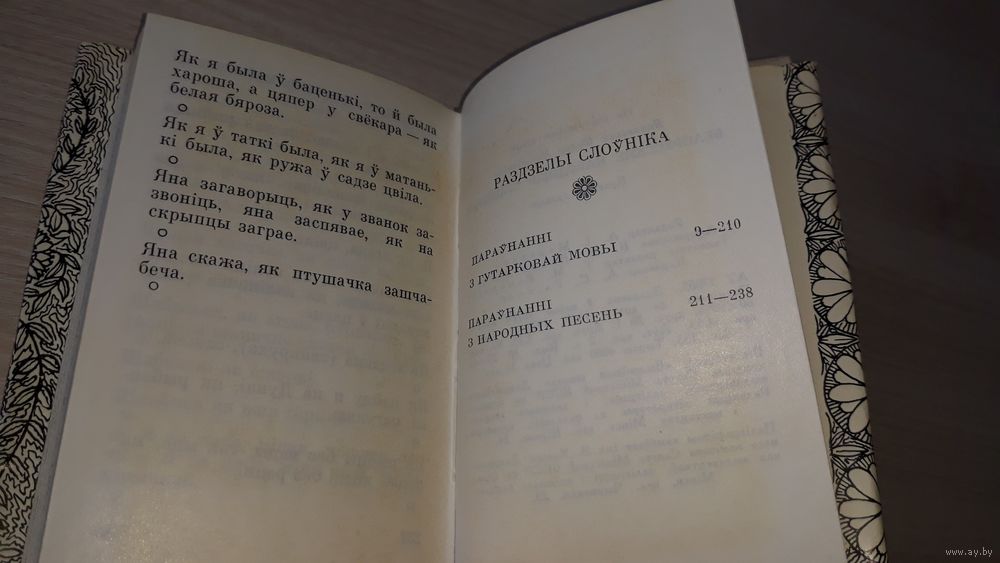 Як я была ў баценькі, то й была
хароша, а цяпер у свёкара — як
белая бяроза.
Як я ў таткі была, як я ў матань-
кі была, як ружа ў садзе цвіла.
Яна загаворыць, як у званок за-
звоніць, яна заспявае, як на
скрыпцы заграе.
Яна скажа, як птушачка зашча-
беча.
РАЗДЗЕЛЫ СЛОЎНІКА
ПАРАЎНАННІ
З ГУТАРКОВАЙ МОВЫ 9—210
ПАРАЎНАННІ
З НАРОДНЫХ ПЕСЕНЬ 211—238
www.ay.by